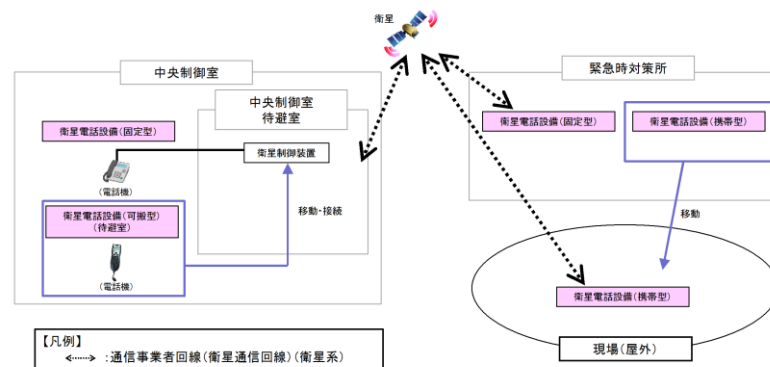 衛星
中央制御室
緊急時対策所
中央制御室
待避室
衛星電話設備(固定型)
衛星制御装置
(電話機)
衛星電話設備(可搬型)
(待避室)
(電話機)
移動・接続
衛星電話設備(固定型)
衛星電話設備(携帯型)
移動
衛星電話設備(携帯型)
現場(屋外)
【凡例】
:通信事業者回線(衛星通信回線)(衛星系)